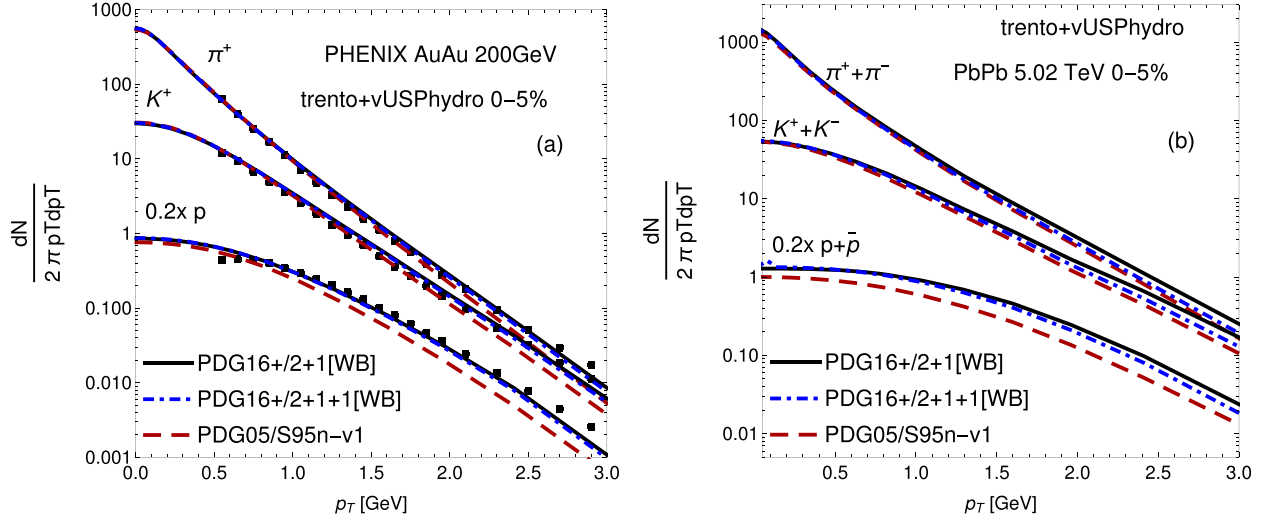 1000
100
10
1
0.100
0.010
0.001
dN
2 π pTdpT
π⁺
K⁺
0.2x p
PHENIX AuAu 200GeV
trento+vUSPhydro 0−5%
(a)
PDG16+/2+1[WB]
PDG16+/2+1+1[WB]
PDG05/S95n−v1
0.0 0.5 1.0 1.5 2.0 2.5 3.0
p_T [GeV]
1000
100
10
1
0.10
0.01
dN
2 π pTdpT
trento+vUSPhydro
PbPb 5.02 TeV 0−5%
π⁺+π⁻
K⁺+K⁻
0.2x p+p̄
(b)
PDG16+/2+1[WB]
PDG16+/2+1+1[WB]
PDG05/S95n−v1
0.5 1.0 1.5 2.0 2.5 3.0
p_T [GeV]